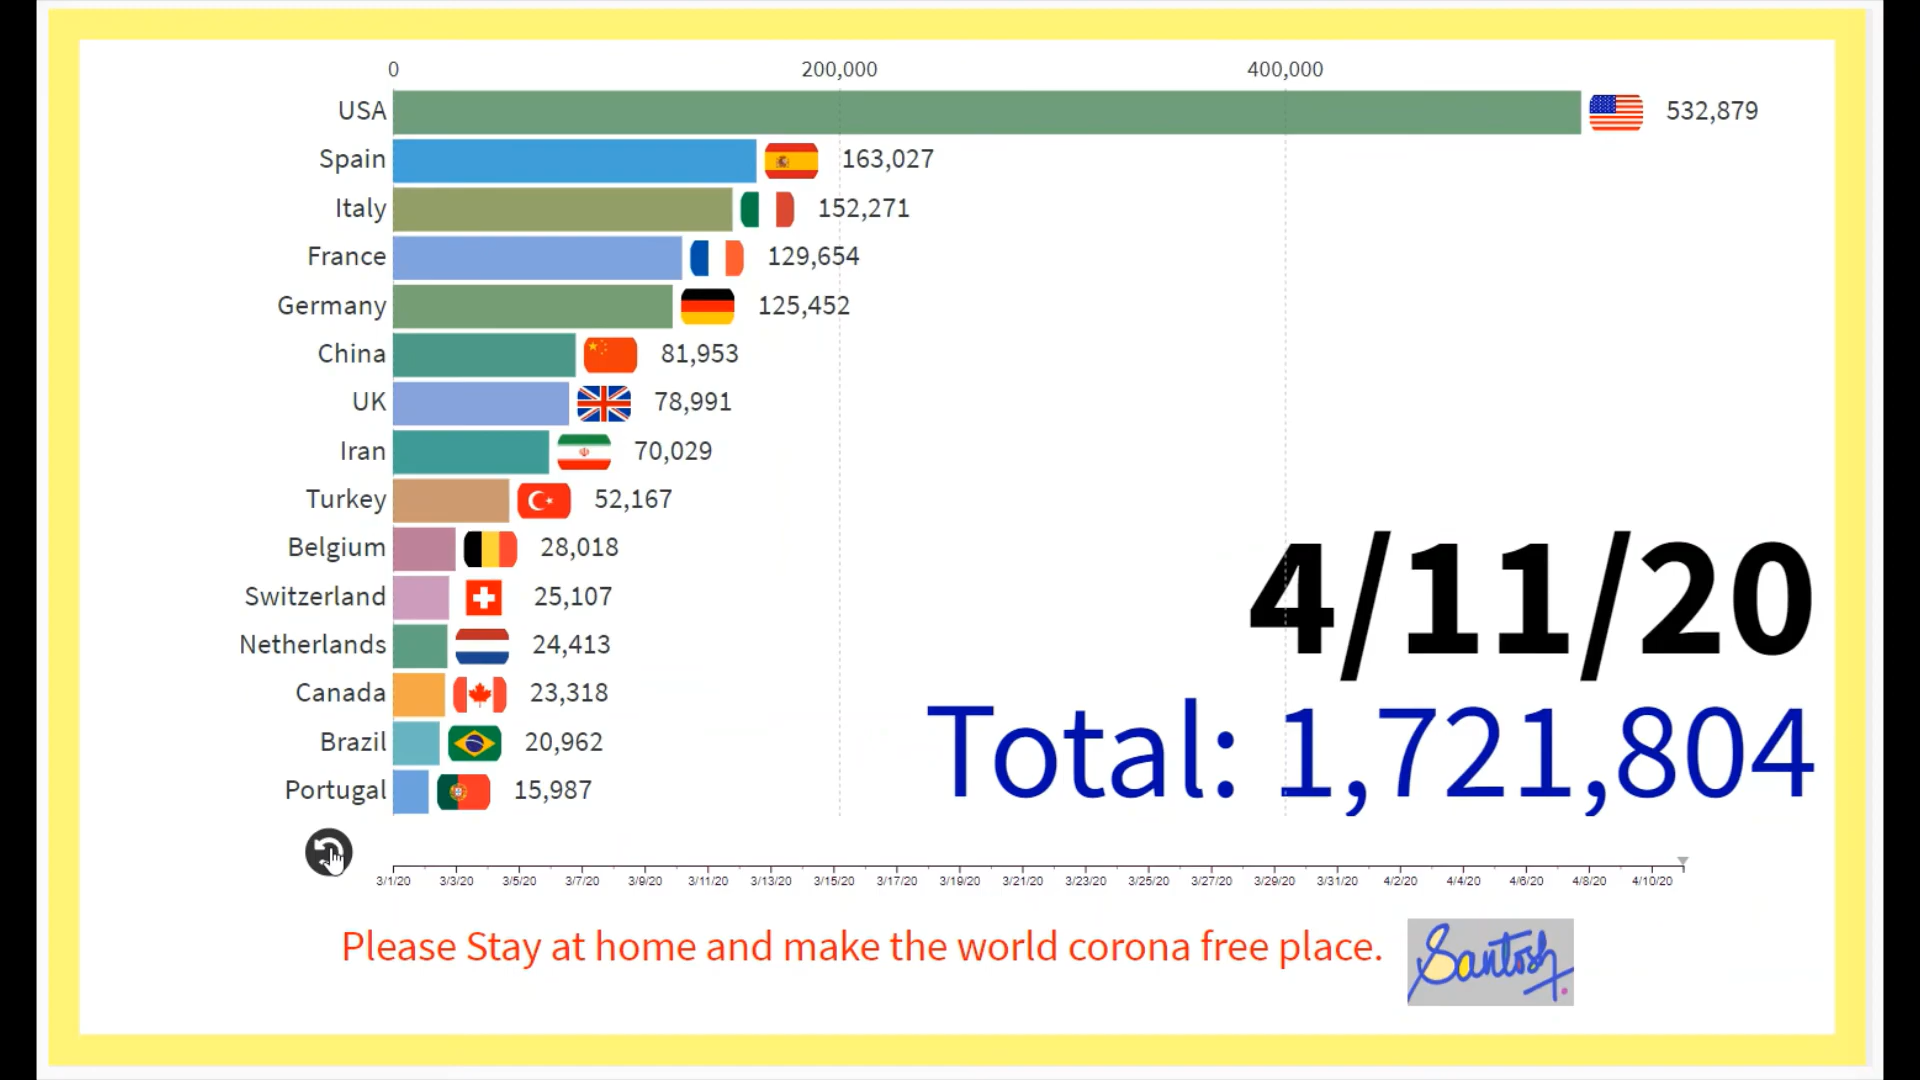 0 200,000 400,000
USA 532,879
Spain 163,027
Italy 152,271
France 129,654
Germany 125,452
China 81,953
UK 78,991
Iran 70,029
Turkey 52,167
Belgium 28,018
Switzerland 25,107
Netherlands 24,413
Canada 23,318
Brazil 20,962
Portugal 15,987
4/11/20
Total: 1,721,804
3/1/20 3/3/20 3/5/20 3/7/20 3/9/20 3/11/20 3/13/20 3/15/20 3/17/20 3/19/20 3/21/20 3/23/20 3/25/20 3/27/20 3/29/20 3/31/20 4/2/20 4/4/20 4/6/20 4/8/20 4/10/20
Please Stay at home and make the world corona free place.
Santosh